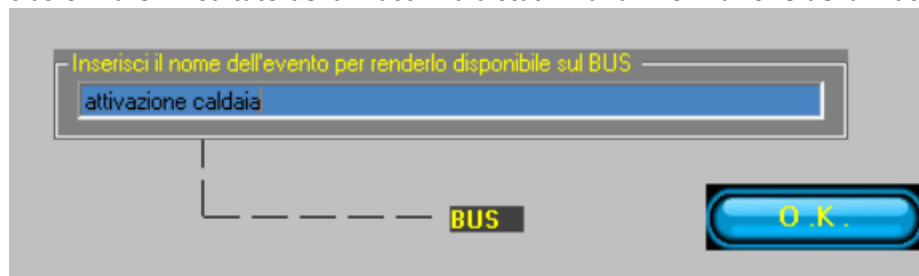 Inserisci il nome dell'evento per renderlo disponibile sul BUS
attivazione caldaia
BUS
O.K.